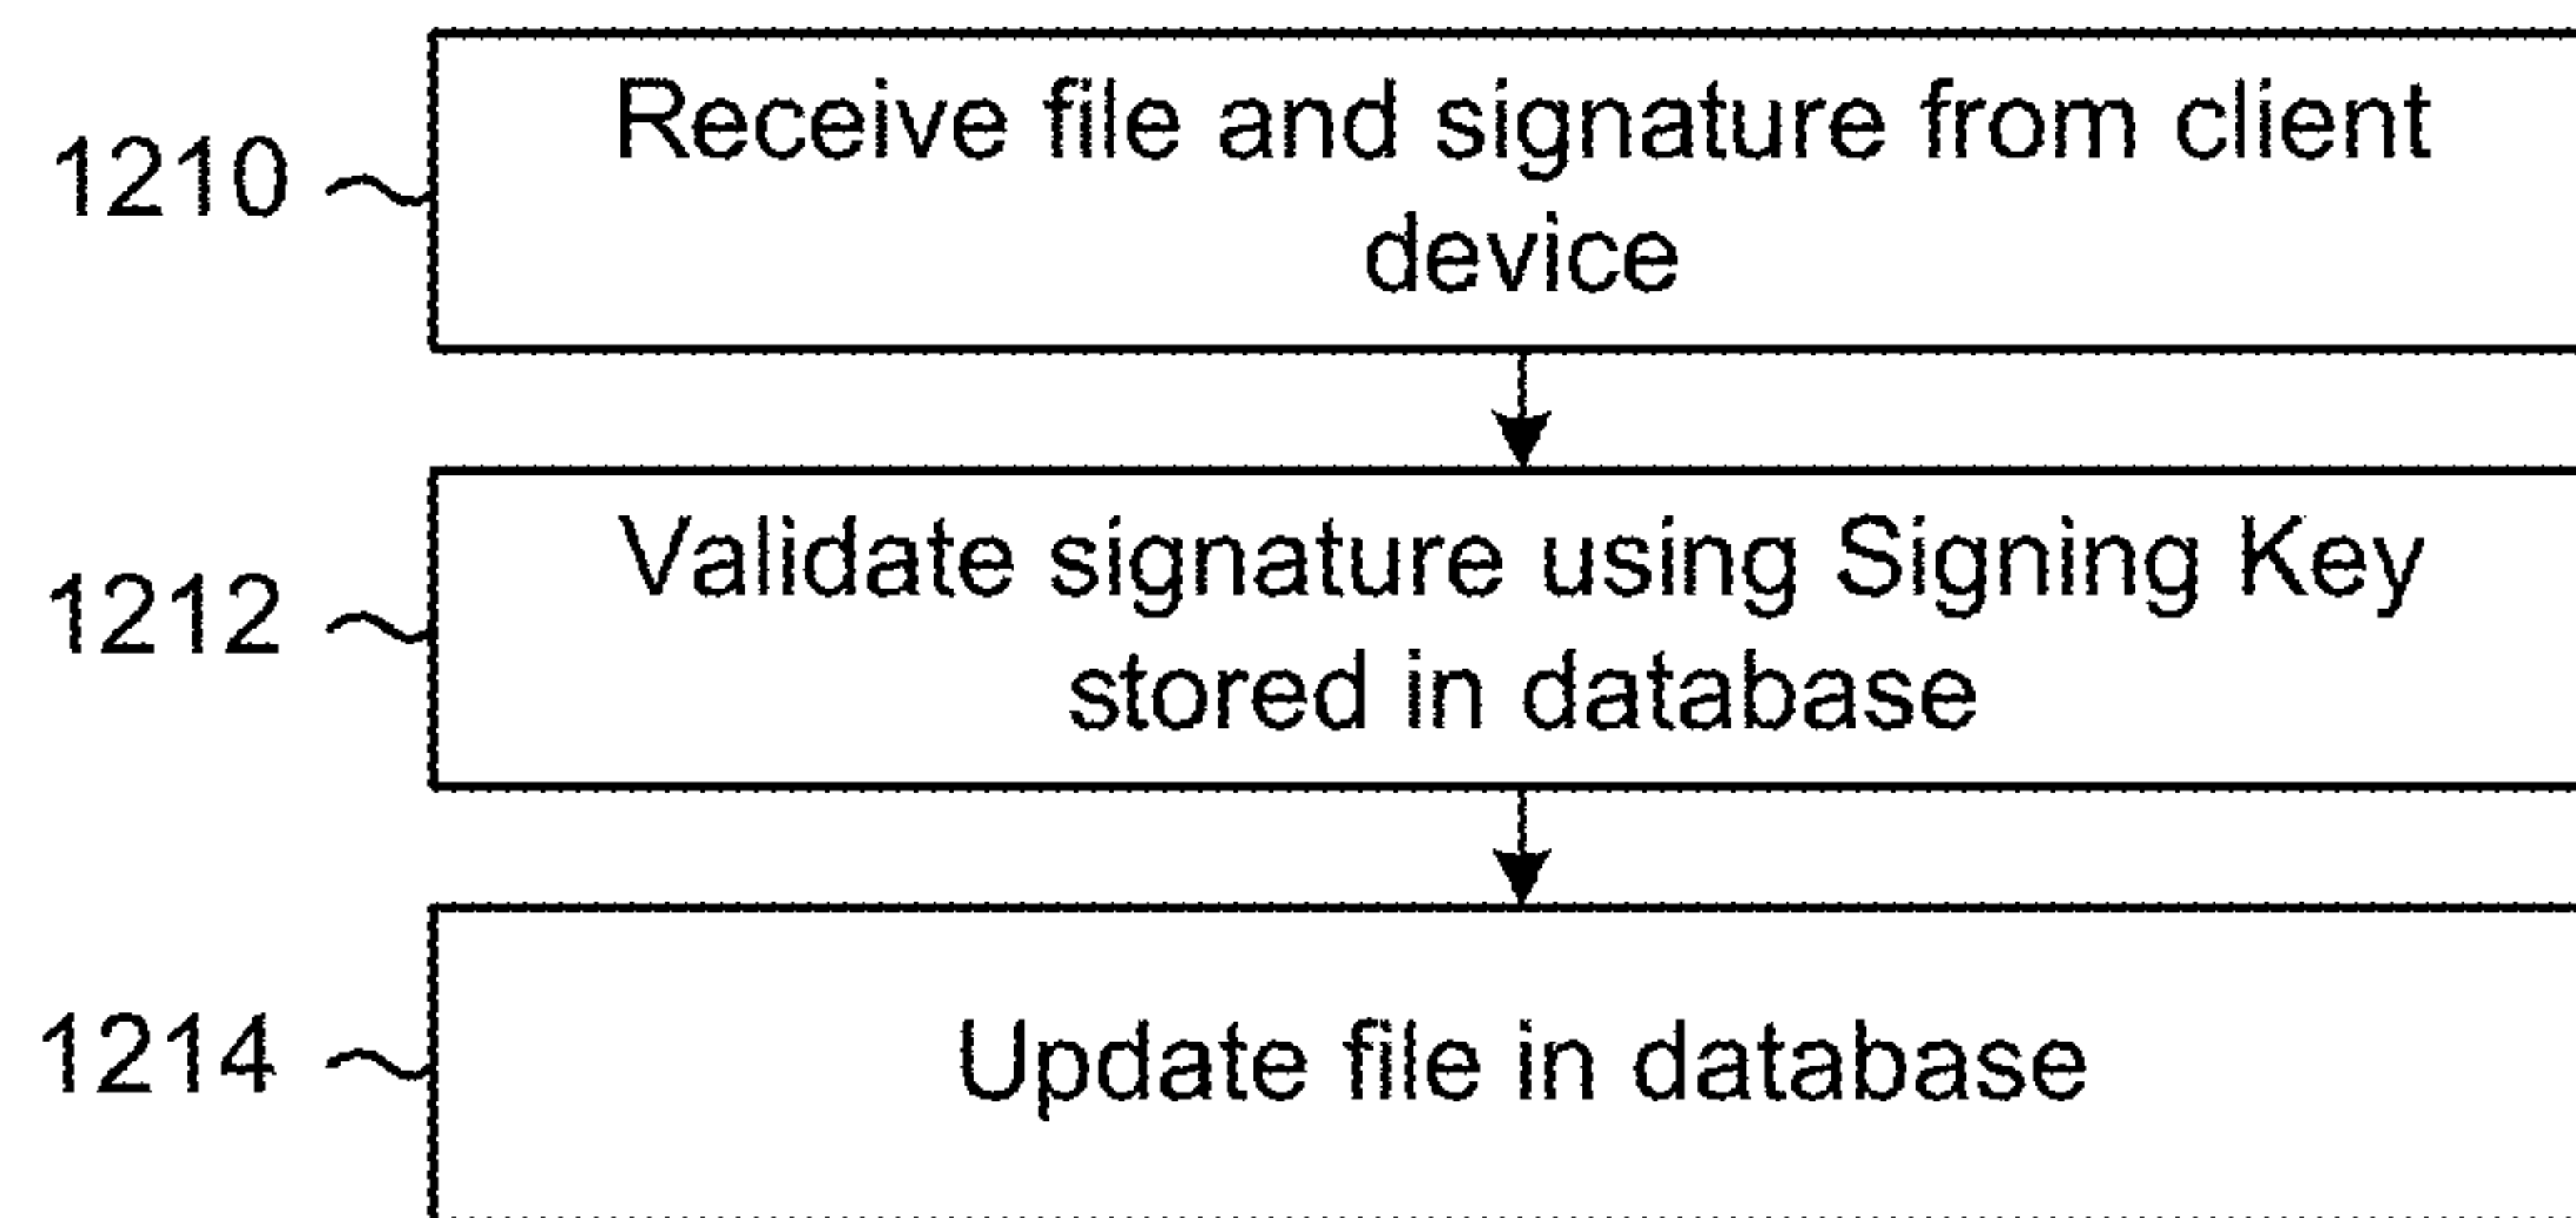 1210
Receive file and signature from client
device
1212
Validate signature using Signing Key
stored in database
1214
Update file in database